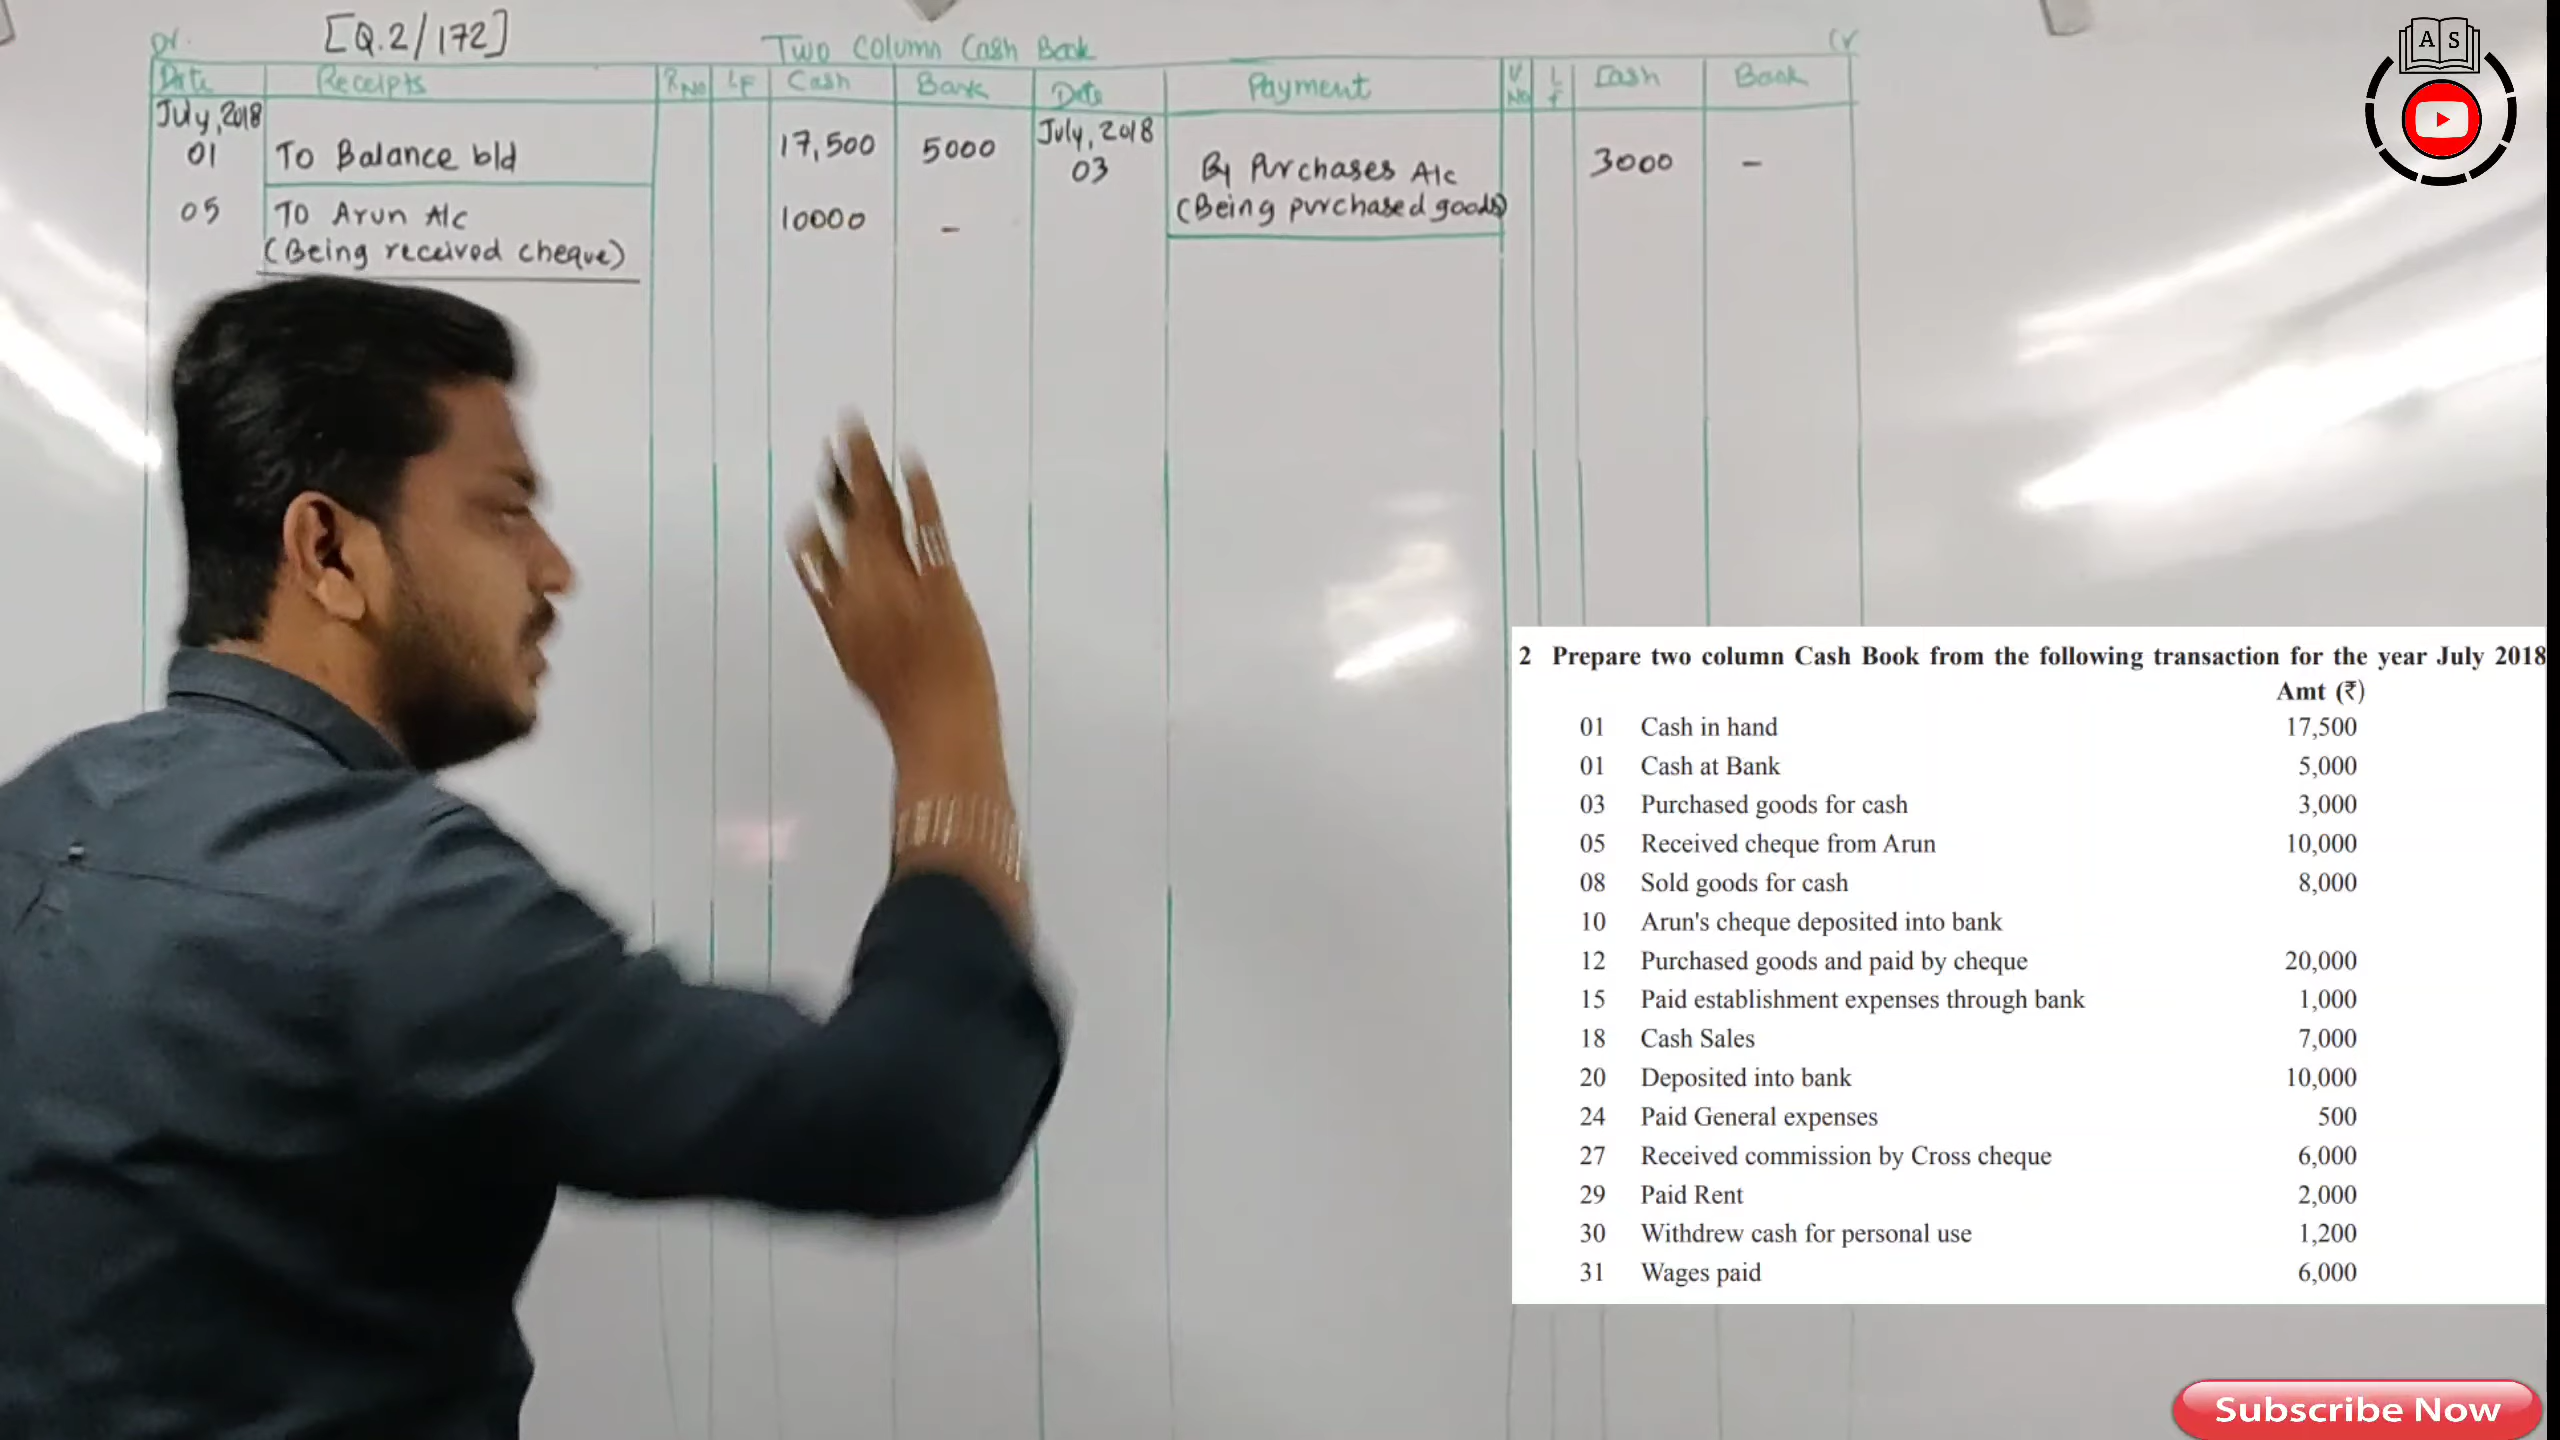 [Q.2/172]
Two Column Cash Book
Dr.
Cr
Date Receipts R.No LF Cash Bank Date Payment V No L F Cash Bank
July, 2018
01 To Balance b/d 17,500 5000
July, 2018
03 By Purchases A/c 3000 -
(Being purchased goods)
05 To Arun A/c 10000 -
(Being received cheque)
A S
2 Prepare two column Cash Book from the following transaction for the year July 2018
Amt (₹)
01 Cash in hand 17,500
01 Cash at Bank 5,000
03 Purchased goods for cash 3,000
05 Received cheque from Arun 10,000
08 Sold goods for cash 8,000
10 Arun's cheque deposited into bank
12 Purchased goods and paid by cheque 20,000
15 Paid establishment expenses through bank 1,000
18 Cash Sales 7,000
20 Deposited into bank 10,000
24 Paid General expenses 500
27 Received commission by Cross cheque 6,000
29 Paid Rent 2,000
30 Withdrew cash for personal use 1,200
31 Wages paid 6,000
Subscribe Now